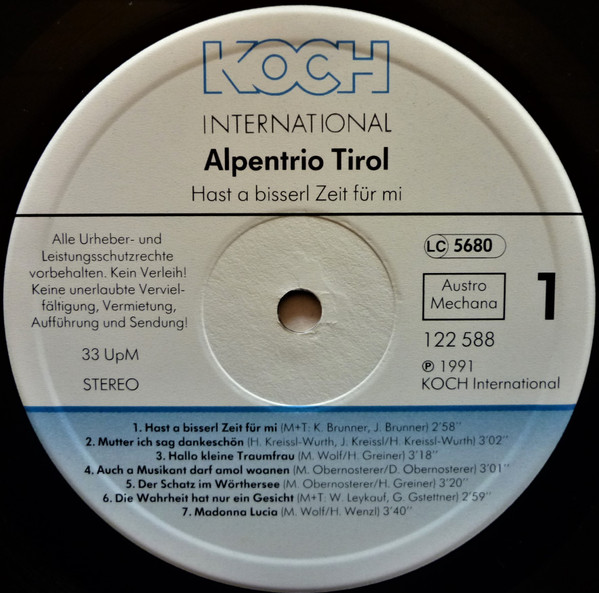 KOCH
INTERNATIONAL
Alpentrio Tirol
Hast a bisserl Zeit für mi
Alle Urheber- und
Leistungsschutzrechte
vorbehalten. Kein Verleih!
Keine unerlaubte Verviel-
fältigung, Vermietung,
Aufführung und Sendung!
33 UpM
STEREO
LC 5680
Austro
Mechana
1
122 588
℗ 1991
KOCH International
1. Hast a bisserl Zeit für mi (M+T: K. Brunner, J. Brunner) 2'58''
2. Mutter ich sag dankeschön (H. Kreissl-Wurth, J. Kreissl/H. Kreissl-Wurth) 3'02''
3. Hallo kleine Traumfrau (M. Wolf/H. Greiner) 3'18''
4. Auch a Musikant darf amol woanen (M. Obernosterer/D. Obernosterer) 3'01''
5. Der Schatz im Wörthersee (M. Obernosterer/H. Greiner) 3'20''
6. Die Wahrheit hat nur ein Gesicht (M+T: W. Leykauf, G. Gstettner) 2'59''
7. Madonna Lucia (M. Wolf/H. Wenzl) 3'40''